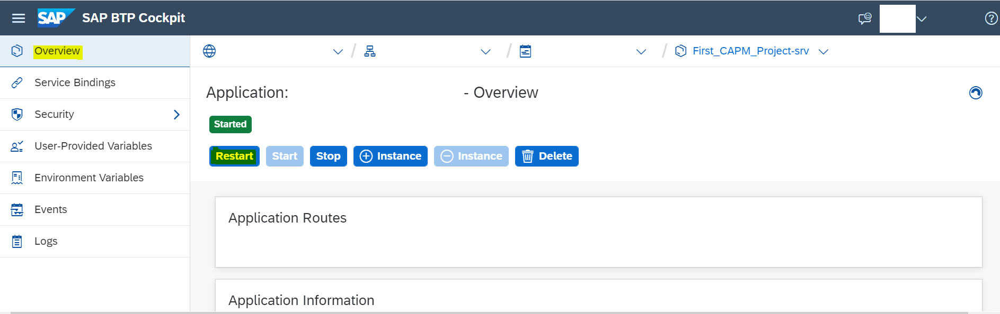 SAP SAP BTP Cockpit
Overview
Service Bindings
Security
User-Provided Variables
Environment Variables
Events
Logs
/ / / First_CAPM_Project-srv
Application: - Overview
Started
Restart Start Stop Instance Instance Delete
Application Routes
Application Information